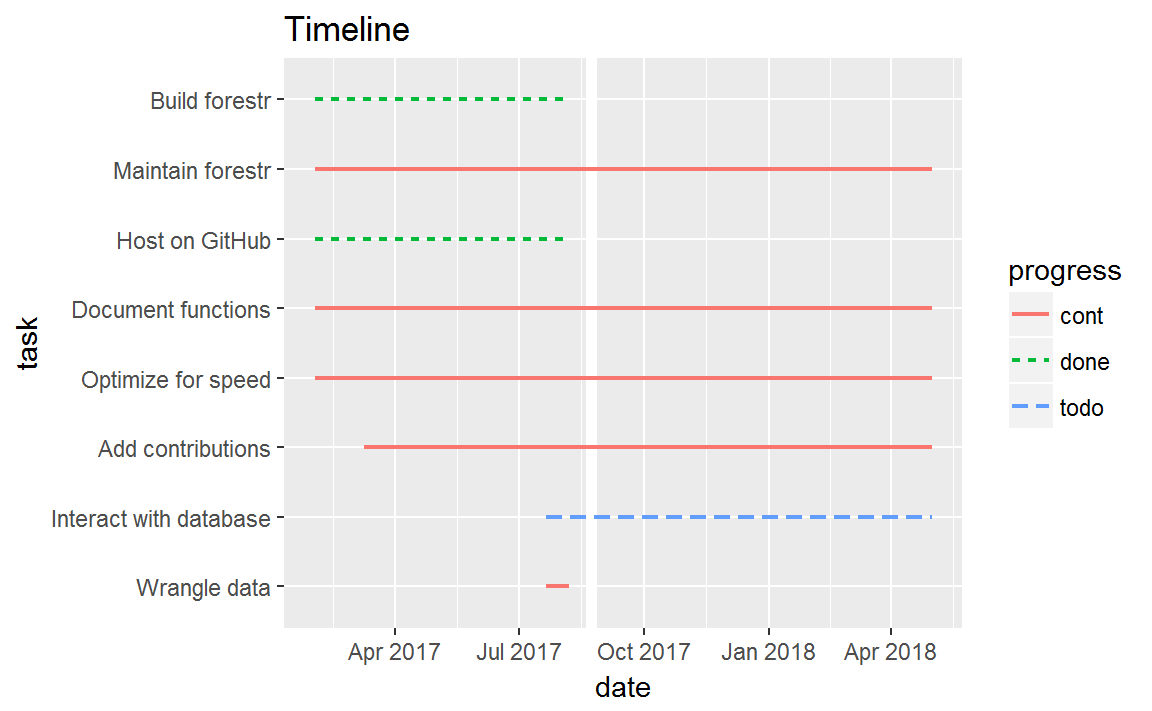 Timeline
Build forestr
Maintain forestr
Host on GitHub
Document functions
Optimize for speed
Add contributions
Interact with database
Wrangle data
task
Apr 2017 Jul 2017 Oct 2017 Jan 2018 Apr 2018
date
progress
cont
done
todo